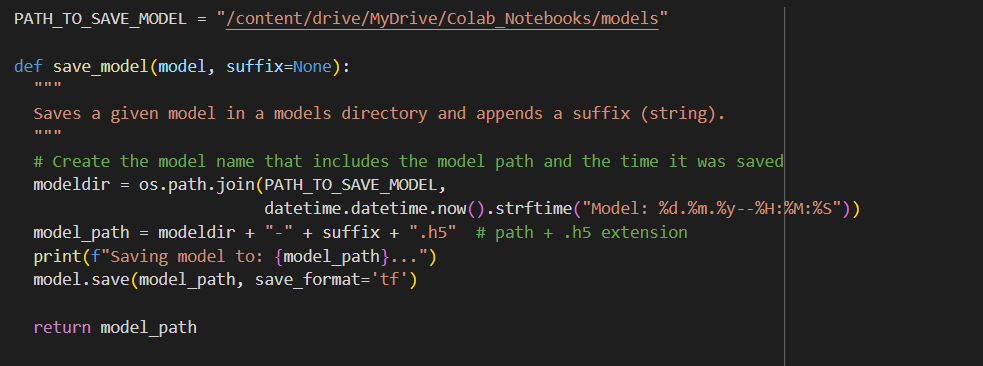 PATH_TO_SAVE_MODEL = "/content/drive/MyDrive/Colab_Notebooks/models"
def save_model(model, suffix=None):
"""
Saves a given model in a models directory and appends a suffix (string).
"""
# Create the model name that includes the model path and the time it was saved
modeldir = os.path.join(PATH_TO_SAVE_MODEL,
datetime.datetime.now().strftime("Model: %d.%m.%y--%H:%M:%S"))
model_path = modeldir + "-" + suffix + ".h5"  # path + .h5 extension
print(f"Saving model to: {model_path}...")
model.save(model_path, save_format='tf')
return model_path